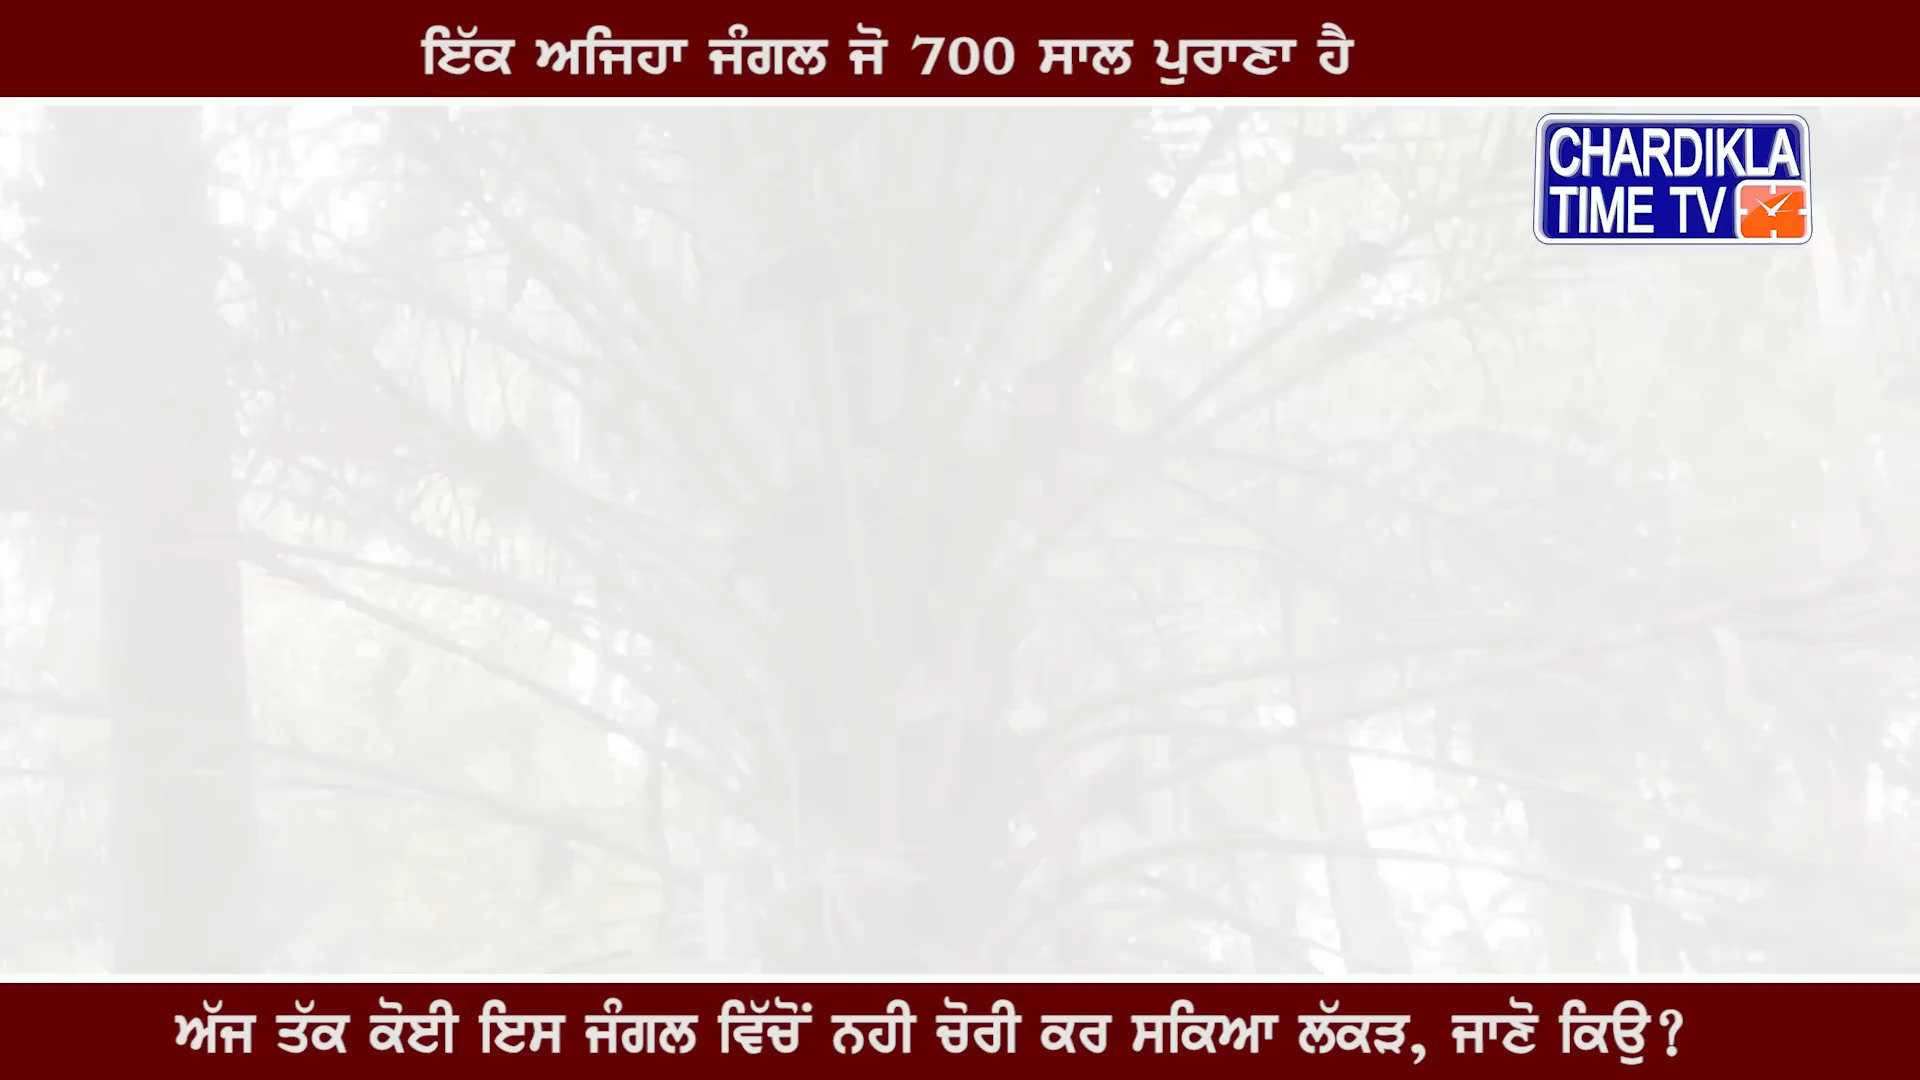 ਇੱਕ ਅਜਿਹਾ ਜੰਗਲ ਜੋ 700 ਸਾਲ ਪੁਰਾਣਾ ਹੈ
CHARDIKLA
TIME TV
ਅੱਜ ਤੱਕ ਕੋਈ ਇਸ ਜੰਗਲ ਵਿੱਚੋਂ ਨਹੀ ਚੋਰੀ ਕਰ ਸਕਿਆ ਲੱਕੜ, ਜਾਣੋ ਕਿਉ?